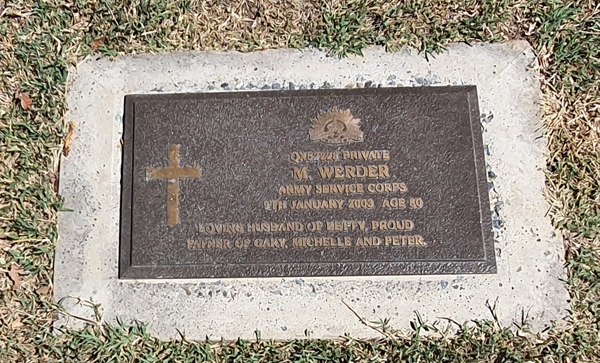 PRIVATE
M. WERDER
ARMY SERVICE CORPS
9TH JANUARY 2003 AGE 80
LOVING HUSBAND OF BETTY, PROUD
FATHER OF GARY, MICHELLE AND PETER.